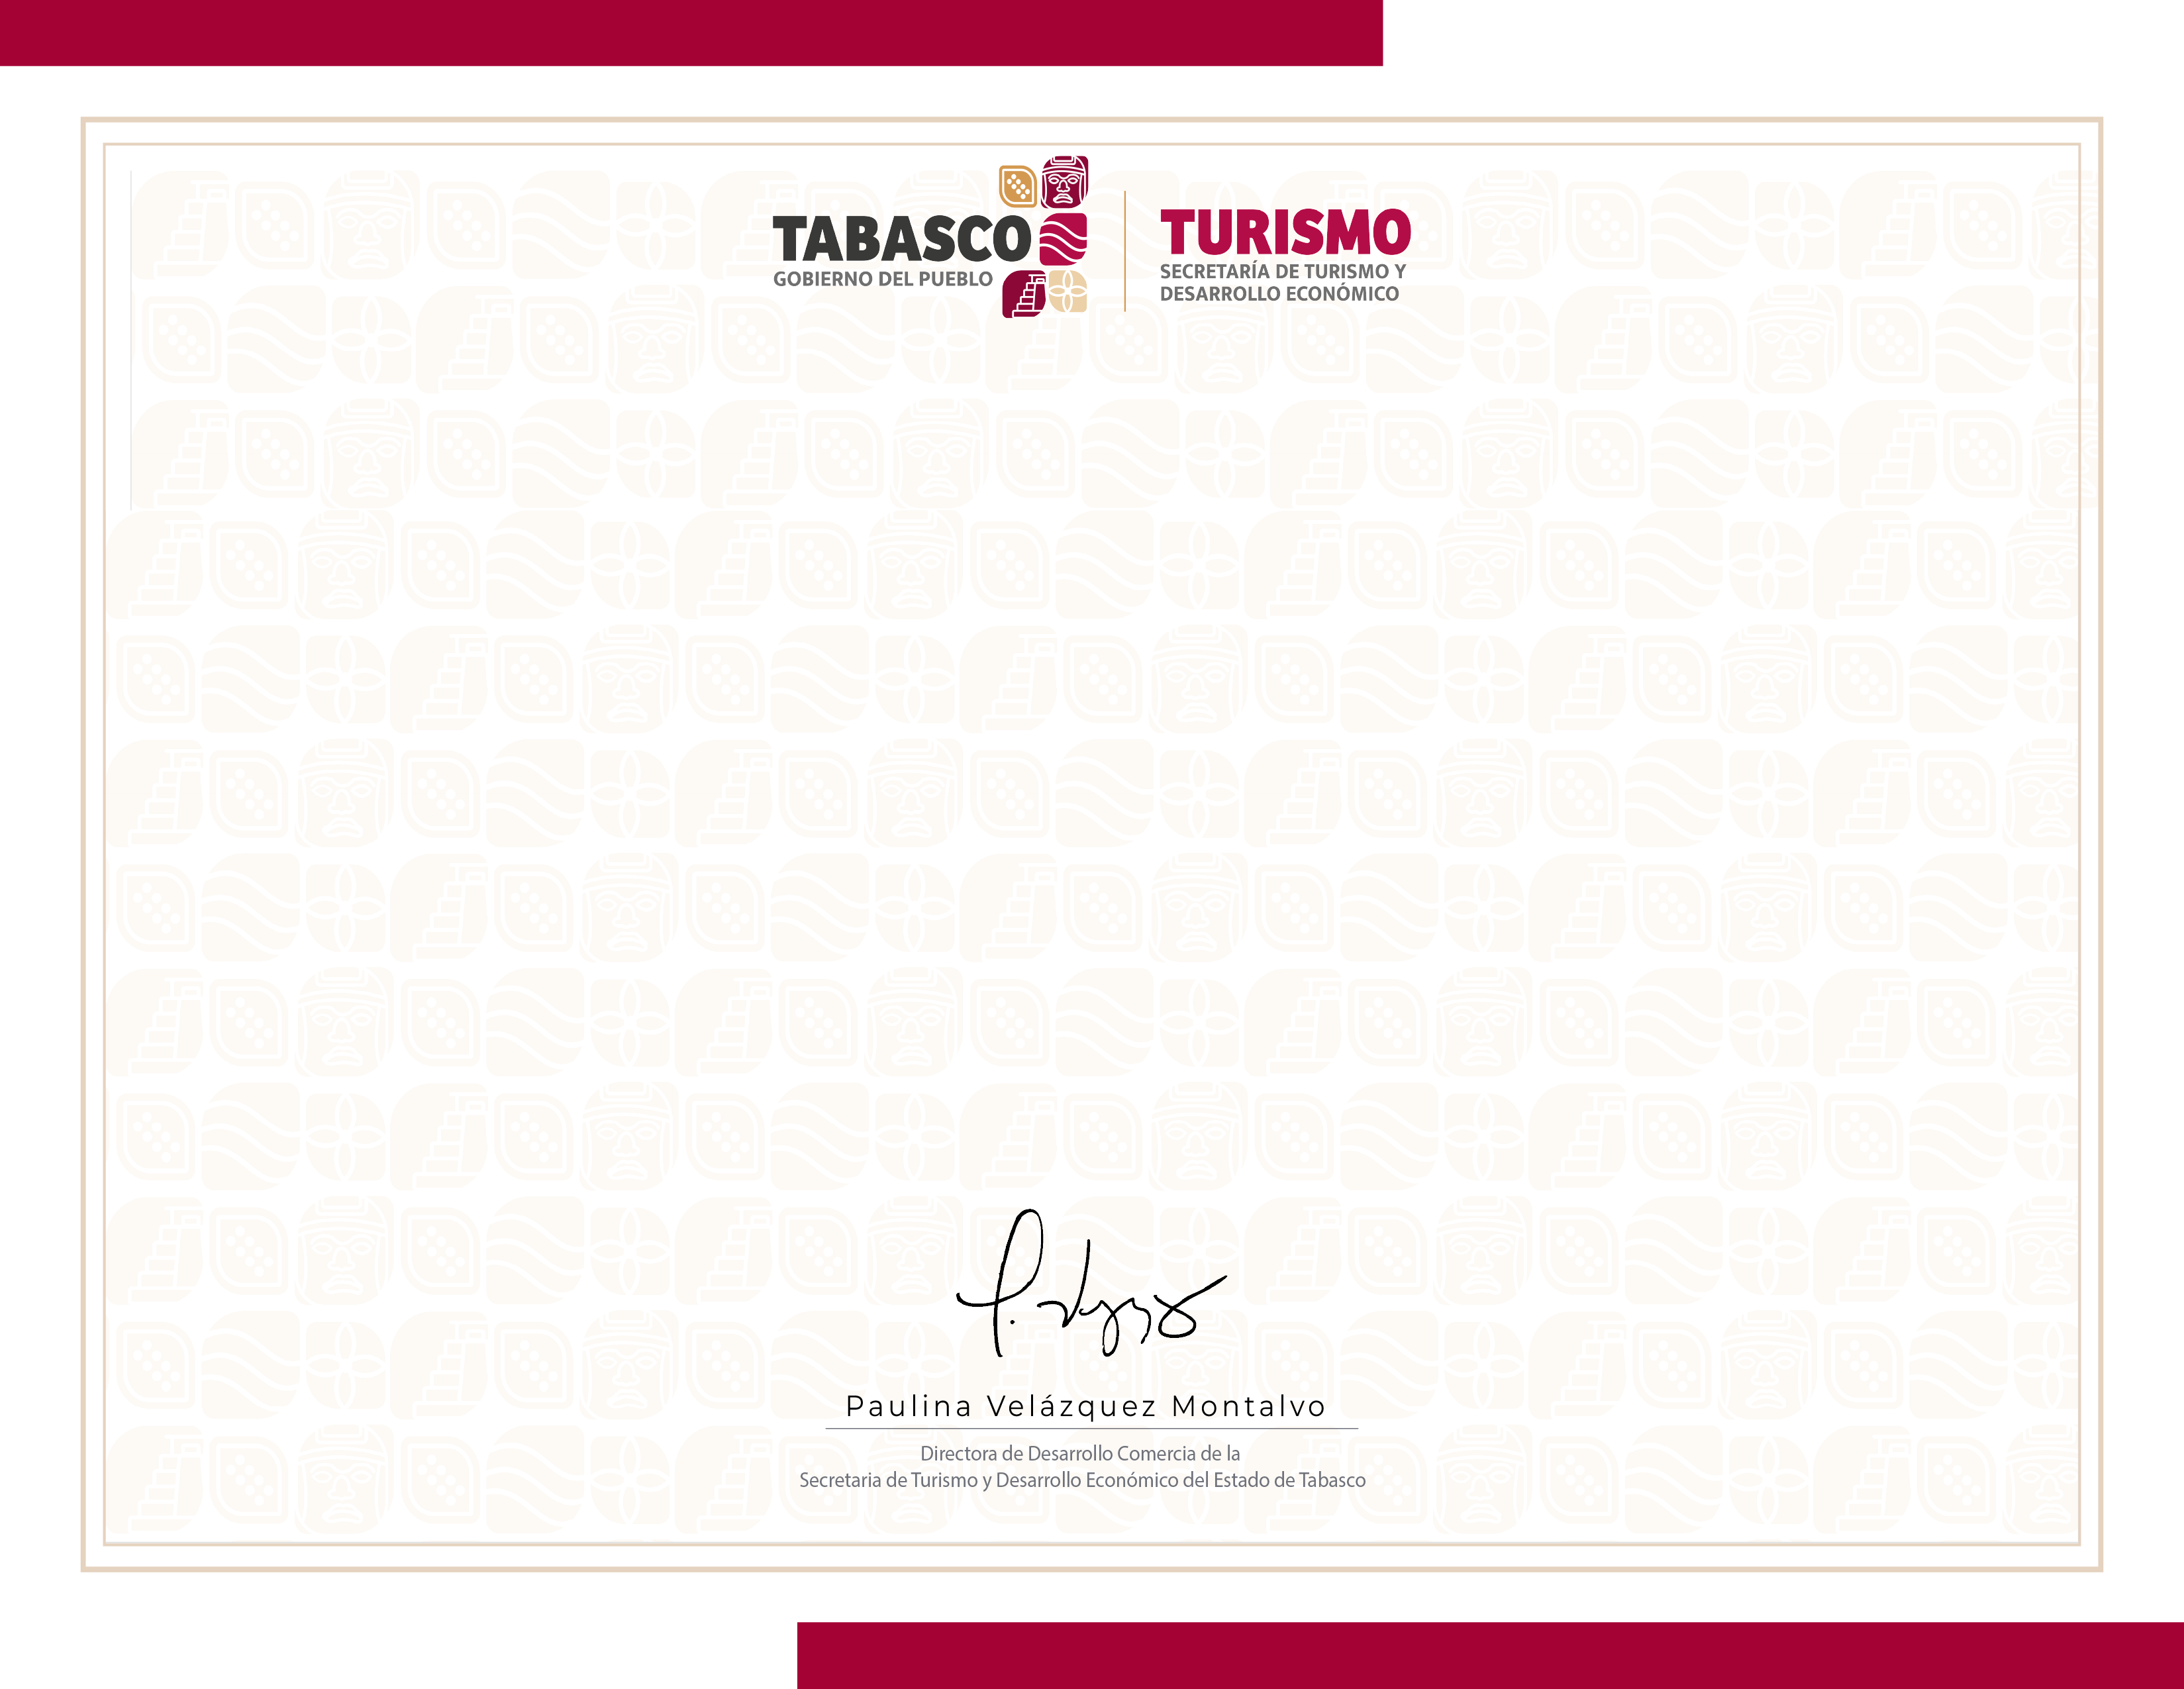 TABASCO
GOBIERNO DEL PUEBLO
TURISMO
SECRETARÍA DE TURISMO Y
DESARROLLO ECONÓMICO
Paulina Velázquez Montalvo
Directora de Desarrollo Comercia de la
Secretaria de Turismo y Desarrollo Económico del Estado de Tabasco